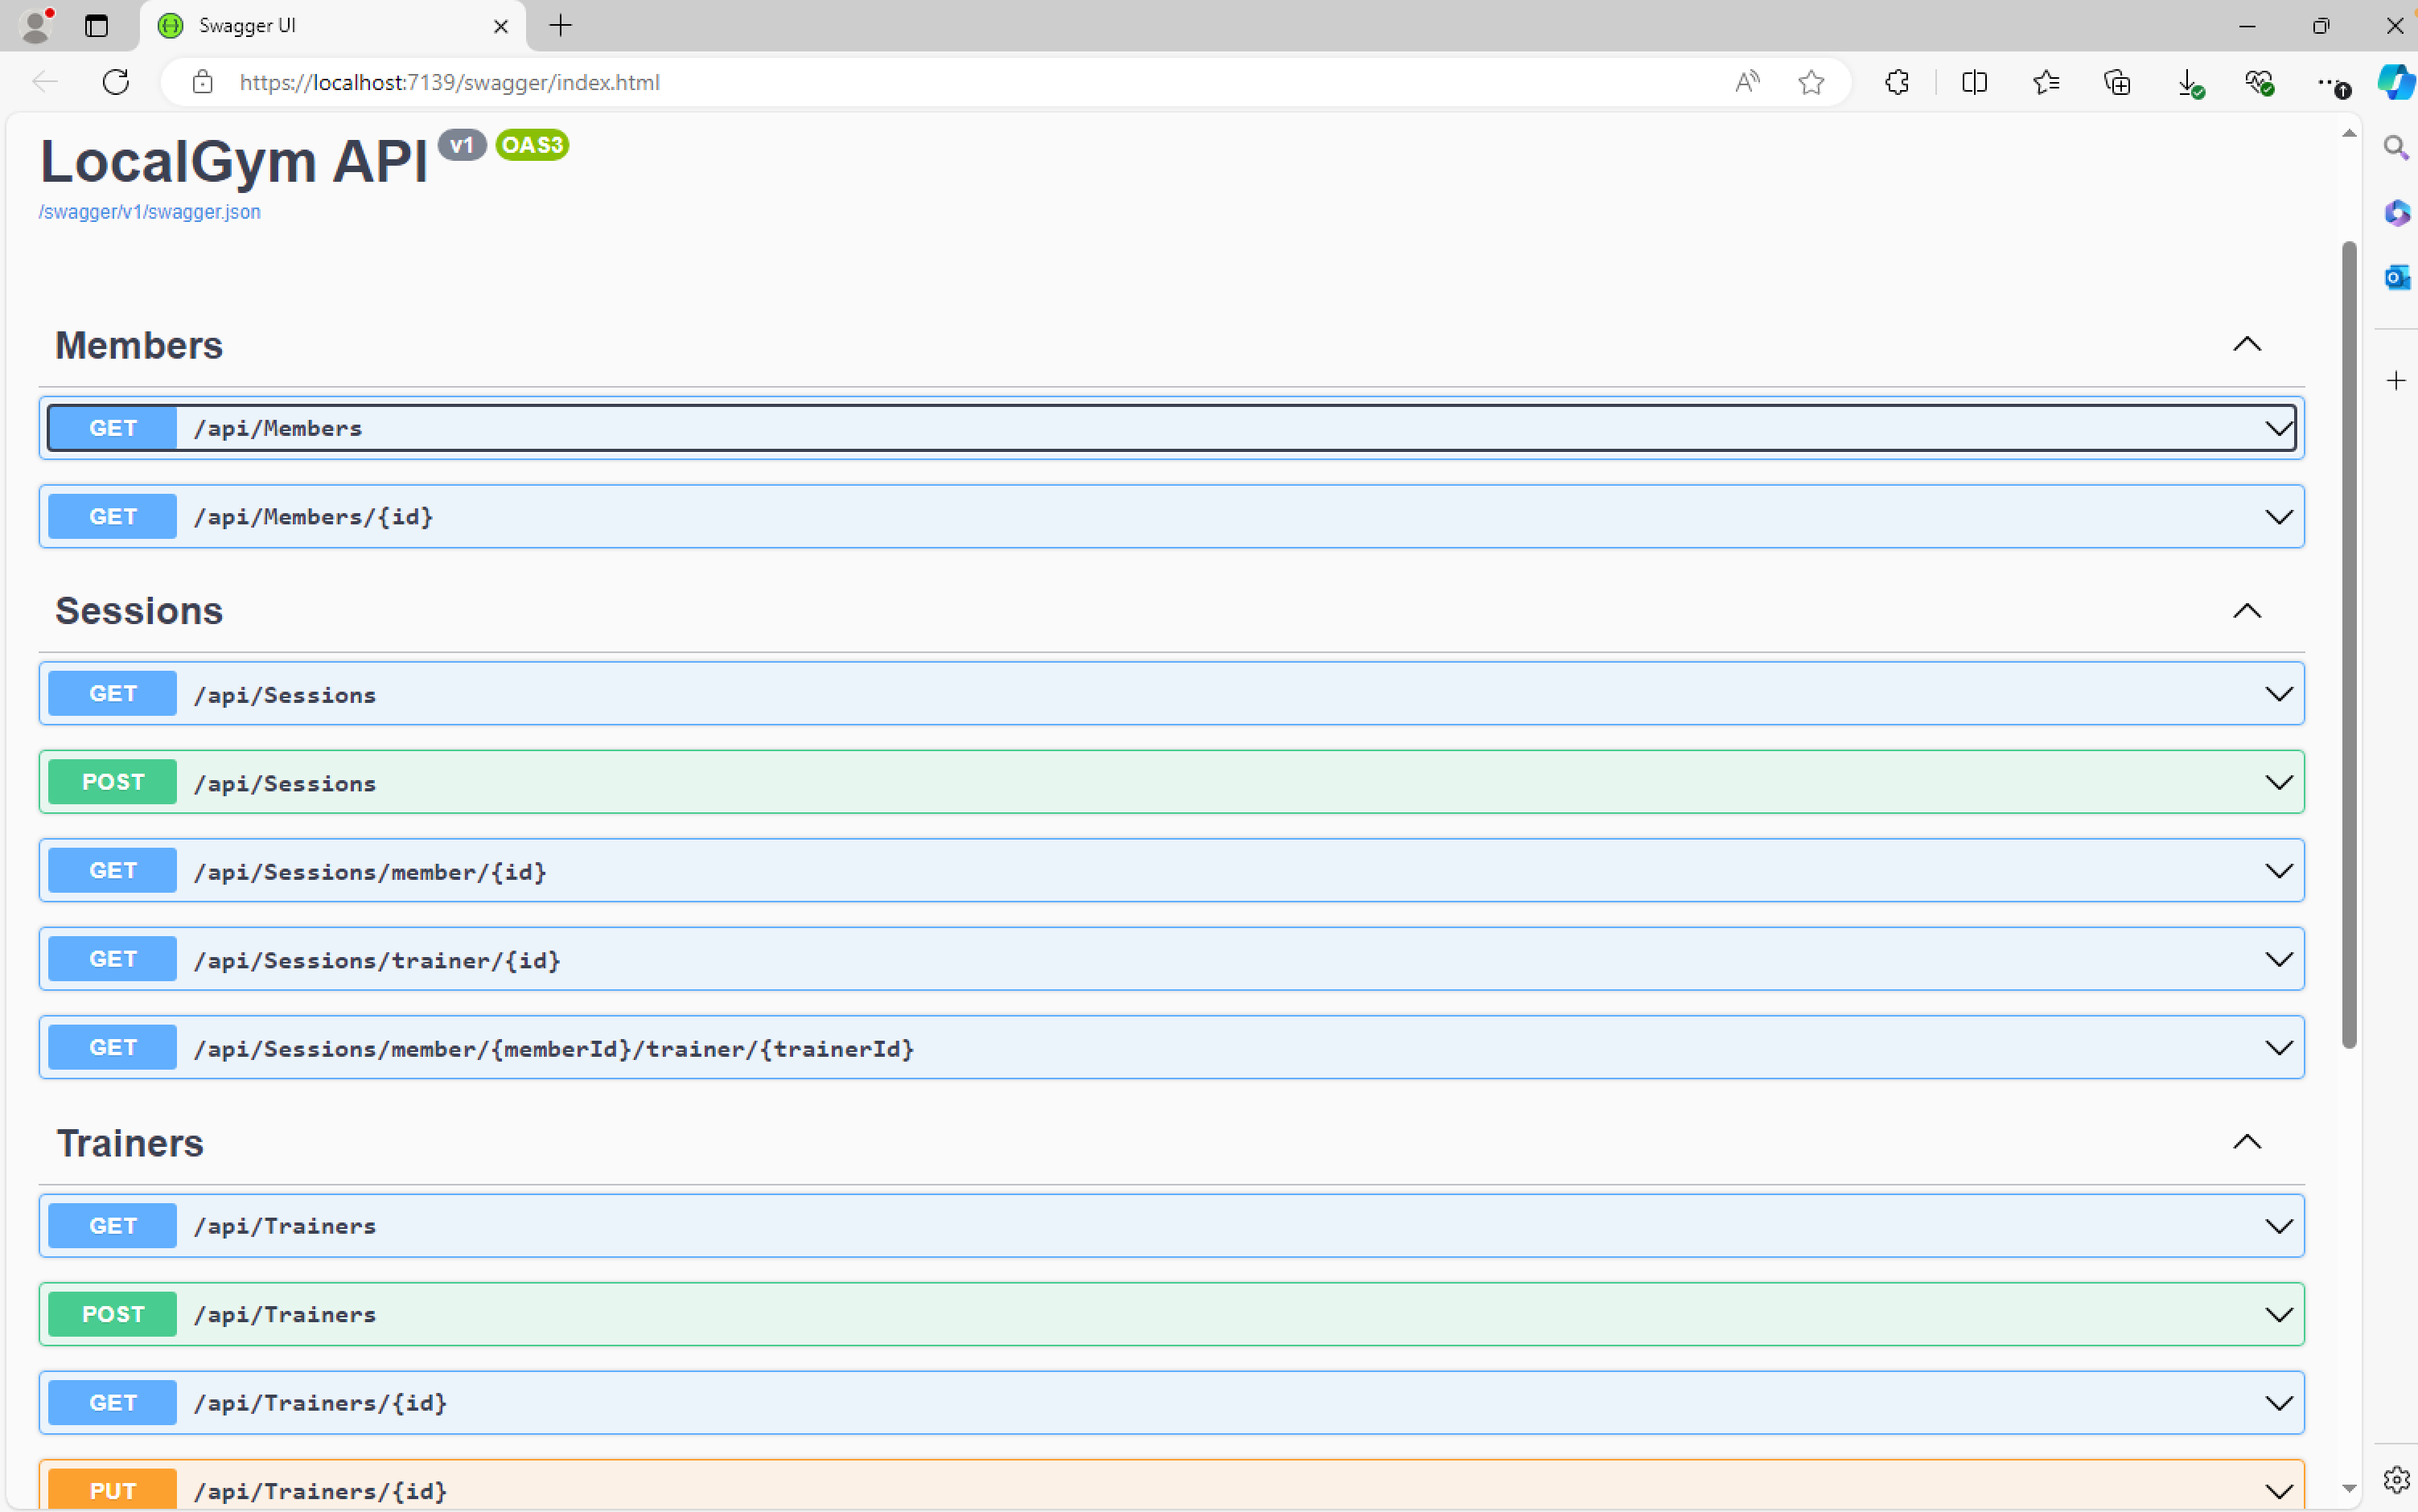 Swagger UI
https://localhost:7139/swagger/index.html
LocalGym API v1 OAS3
/swagger/v1/swagger.json
Members
GET /api/Members
GET /api/Members/{id}
Sessions
GET /api/Sessions
POST /api/Sessions
GET /api/Sessions/member/{id}
GET /api/Sessions/trainer/{id}
GET /api/Sessions/member/{memberId}/trainer/{trainerId}
Trainers
GET /api/Trainers
POST /api/Trainers
GET /api/Trainers/{id}
PUT /api/Trainers/{id}